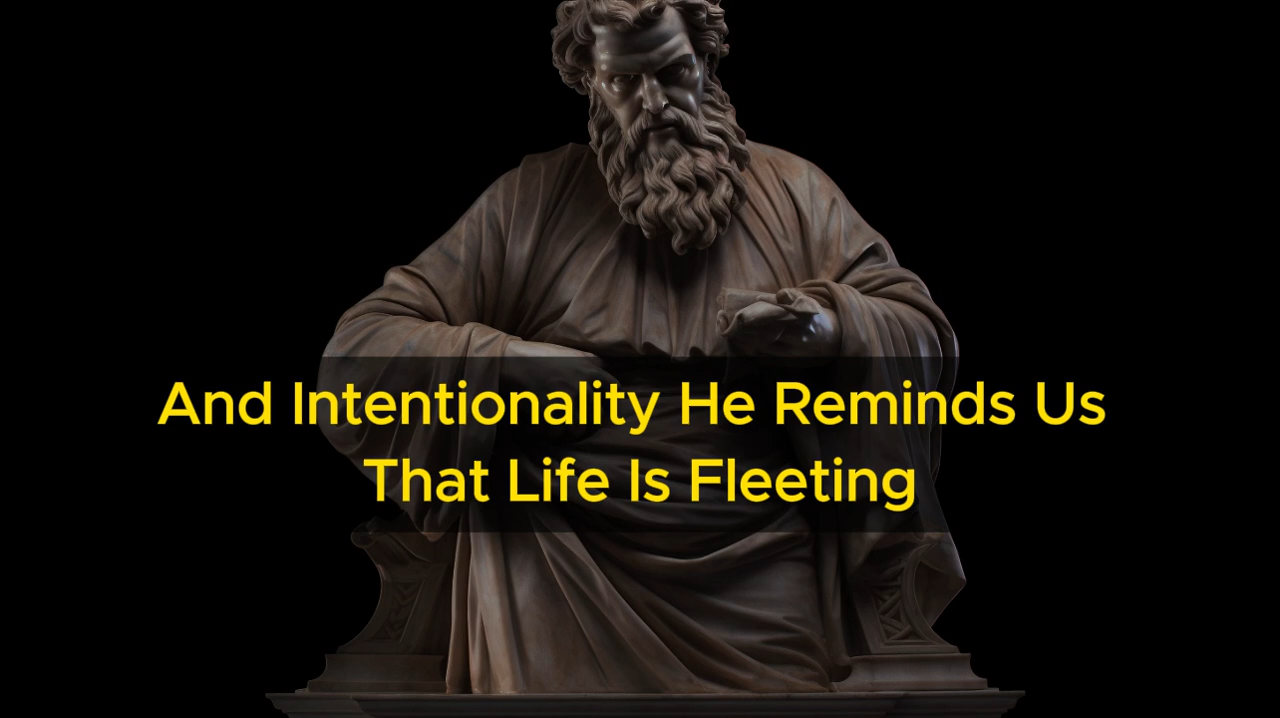 And Intentionality He Reminds Us
That Life Is Fleeting